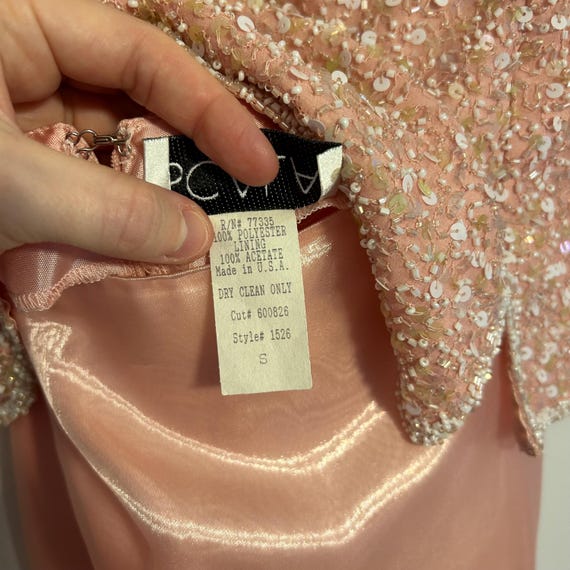 R/N# 77335
100% POLYESTER
LINING
100% ACETATE
Made in U.S.A.
DRY CLEAN ONLY
Cut# 600826
Style# 1526
S